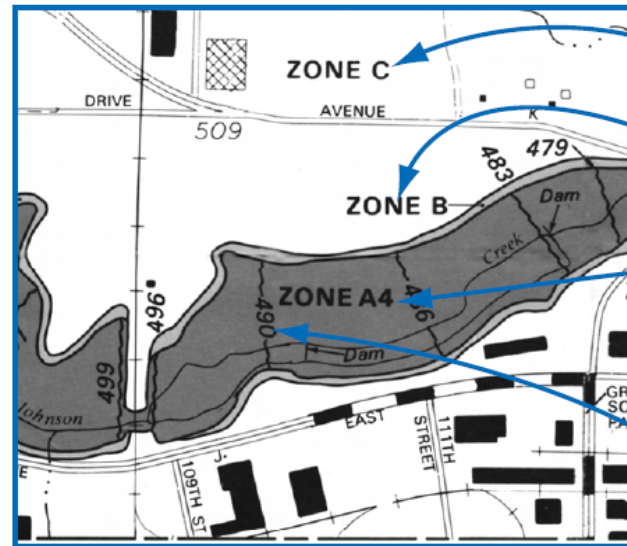 ZONE C
DRIVE
AVENUE
K
509
483
479
ZONE B
Dam
Creek
ZONE A4
496
490
Dam
499
Johnson
EAST
111TH
STREET
109TH ST
J
GR
SC
PA
E